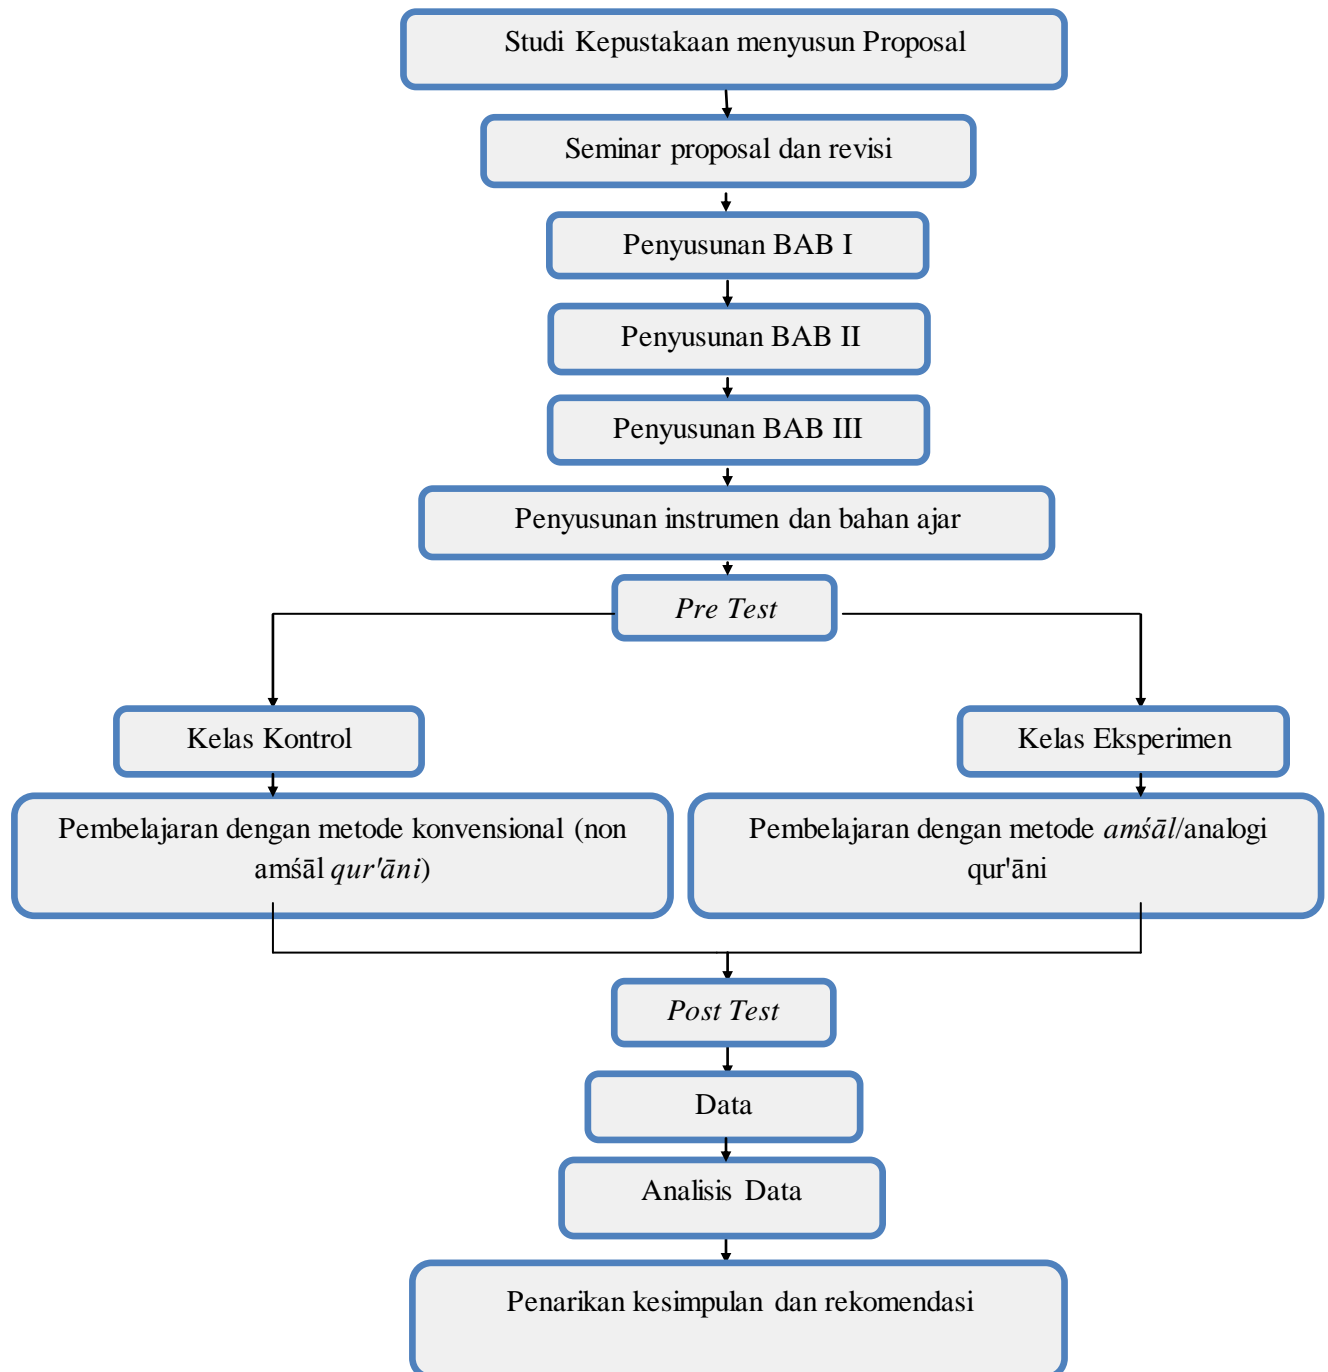 Studi Kepustakaan menyusun Proposal
Seminar proposal dan revisi
Penyusunan BAB I
Penyusunan BAB II
Penyusunan BAB III
Penyusunan instrumen dan bahan ajar
Pre Test
Kelas Kontrol
Kelas Eksperimen
Pembelajaran dengan metode konvensional (non
amśāl qur'āni)
Pembelajaran dengan metode amśāl/analogi
qur'āni
Post Test
Data
Analisis Data
Penarikan kesimpulan dan rekomendasi